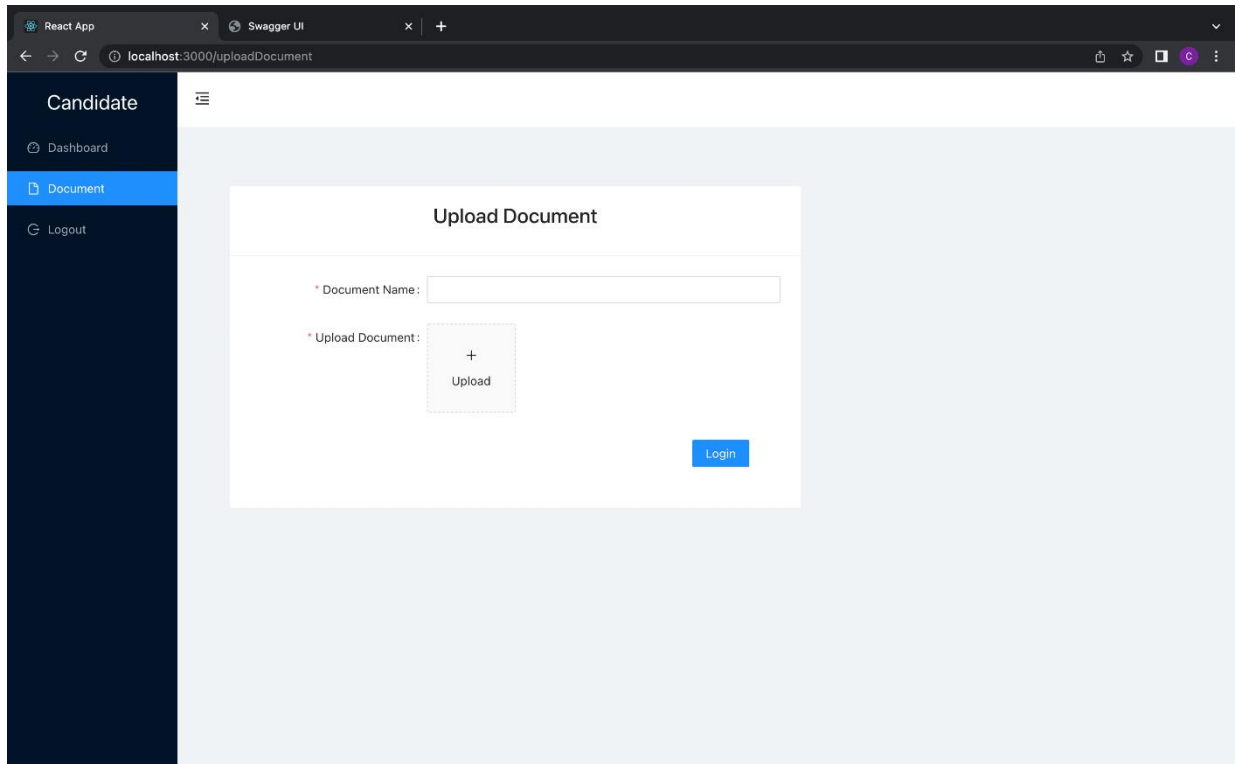 React App
Swagger UI
localhost:3000/uploadDocument
C
Candidate
Dashboard
Document
Logout
Upload Document
* Document Name :
* Upload Document :
+
Upload
Login